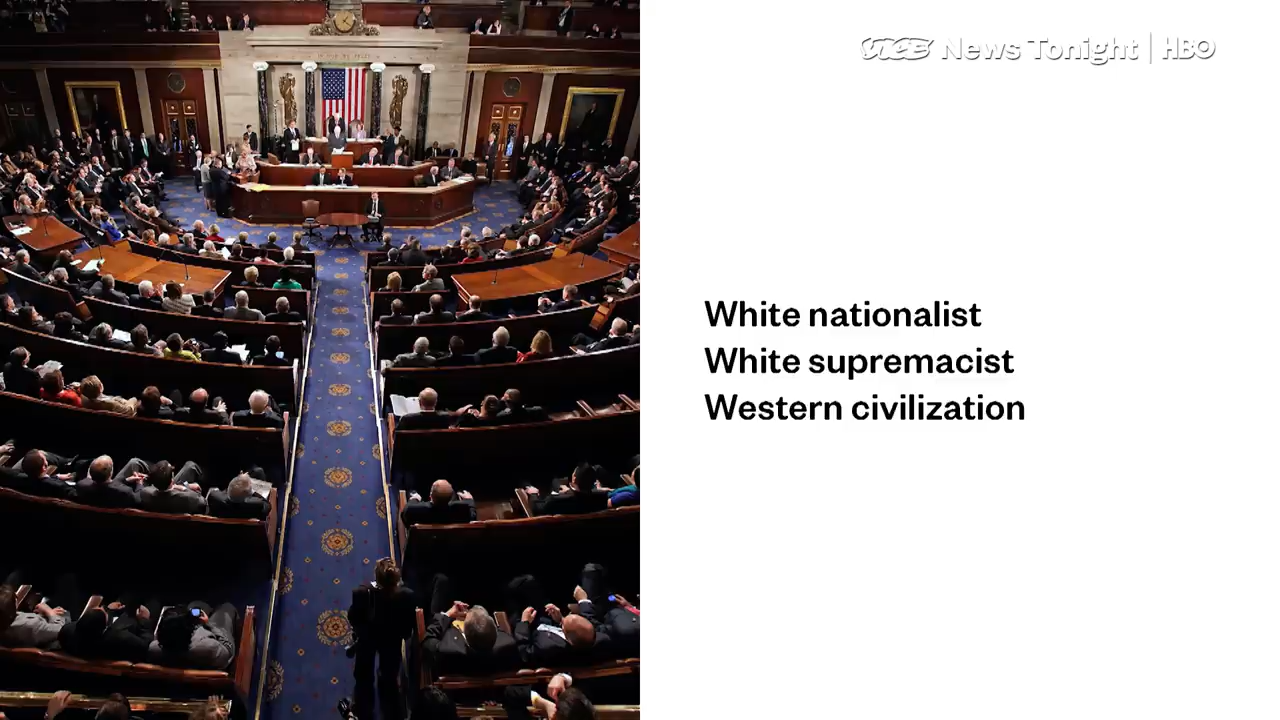 VICE News Tonight | HBO
White nationalist
White supremacist
Western civilization